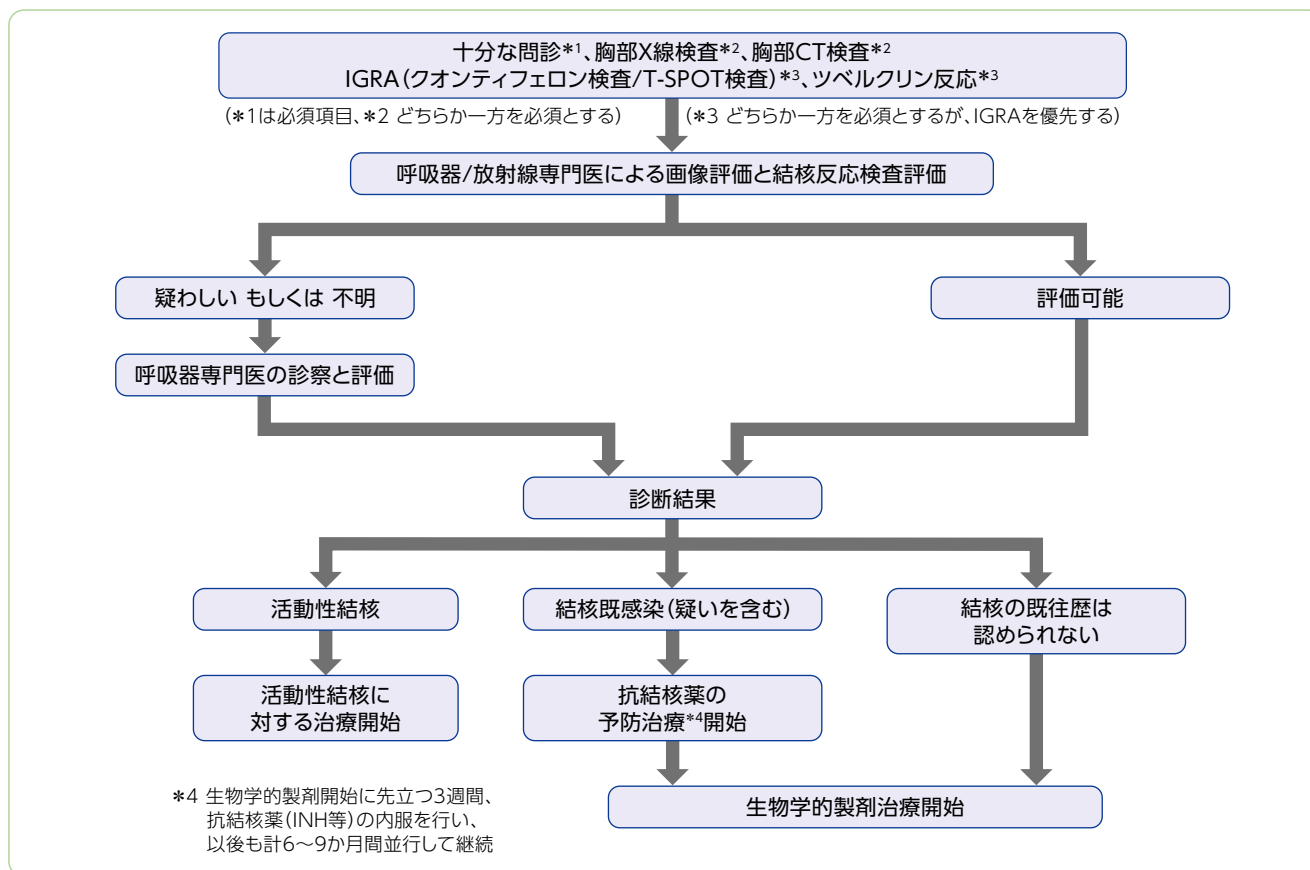 十分な問診*1、胸部X線検査*2、胸部CT検査*2
IGRA（クオンティフェロン検査/T-SPOT検査）*3、ツベルクリン反応*3
（*1は必須項目、*2 どちらか一方を必須とする）
（*3 どちらか一方を必須とするが、IGRAを優先する）
呼吸器/放射線専門医による画像評価と結核反応検査評価
疑わしい もしくは 不明
評価可能
呼吸器専門医の診察と評価
診断結果
活動性結核
結核既感染（疑いを含む）
結核の既往歴は
認められない
活動性結核に
対する治療開始
抗結核薬の
予防治療*4開始
*4 生物学的製剤開始に先立つ3週間、
抗結核薬（INH等）の内服を行い、
以後も計6～9か月間並行して継続
生物学的製剤治療開始